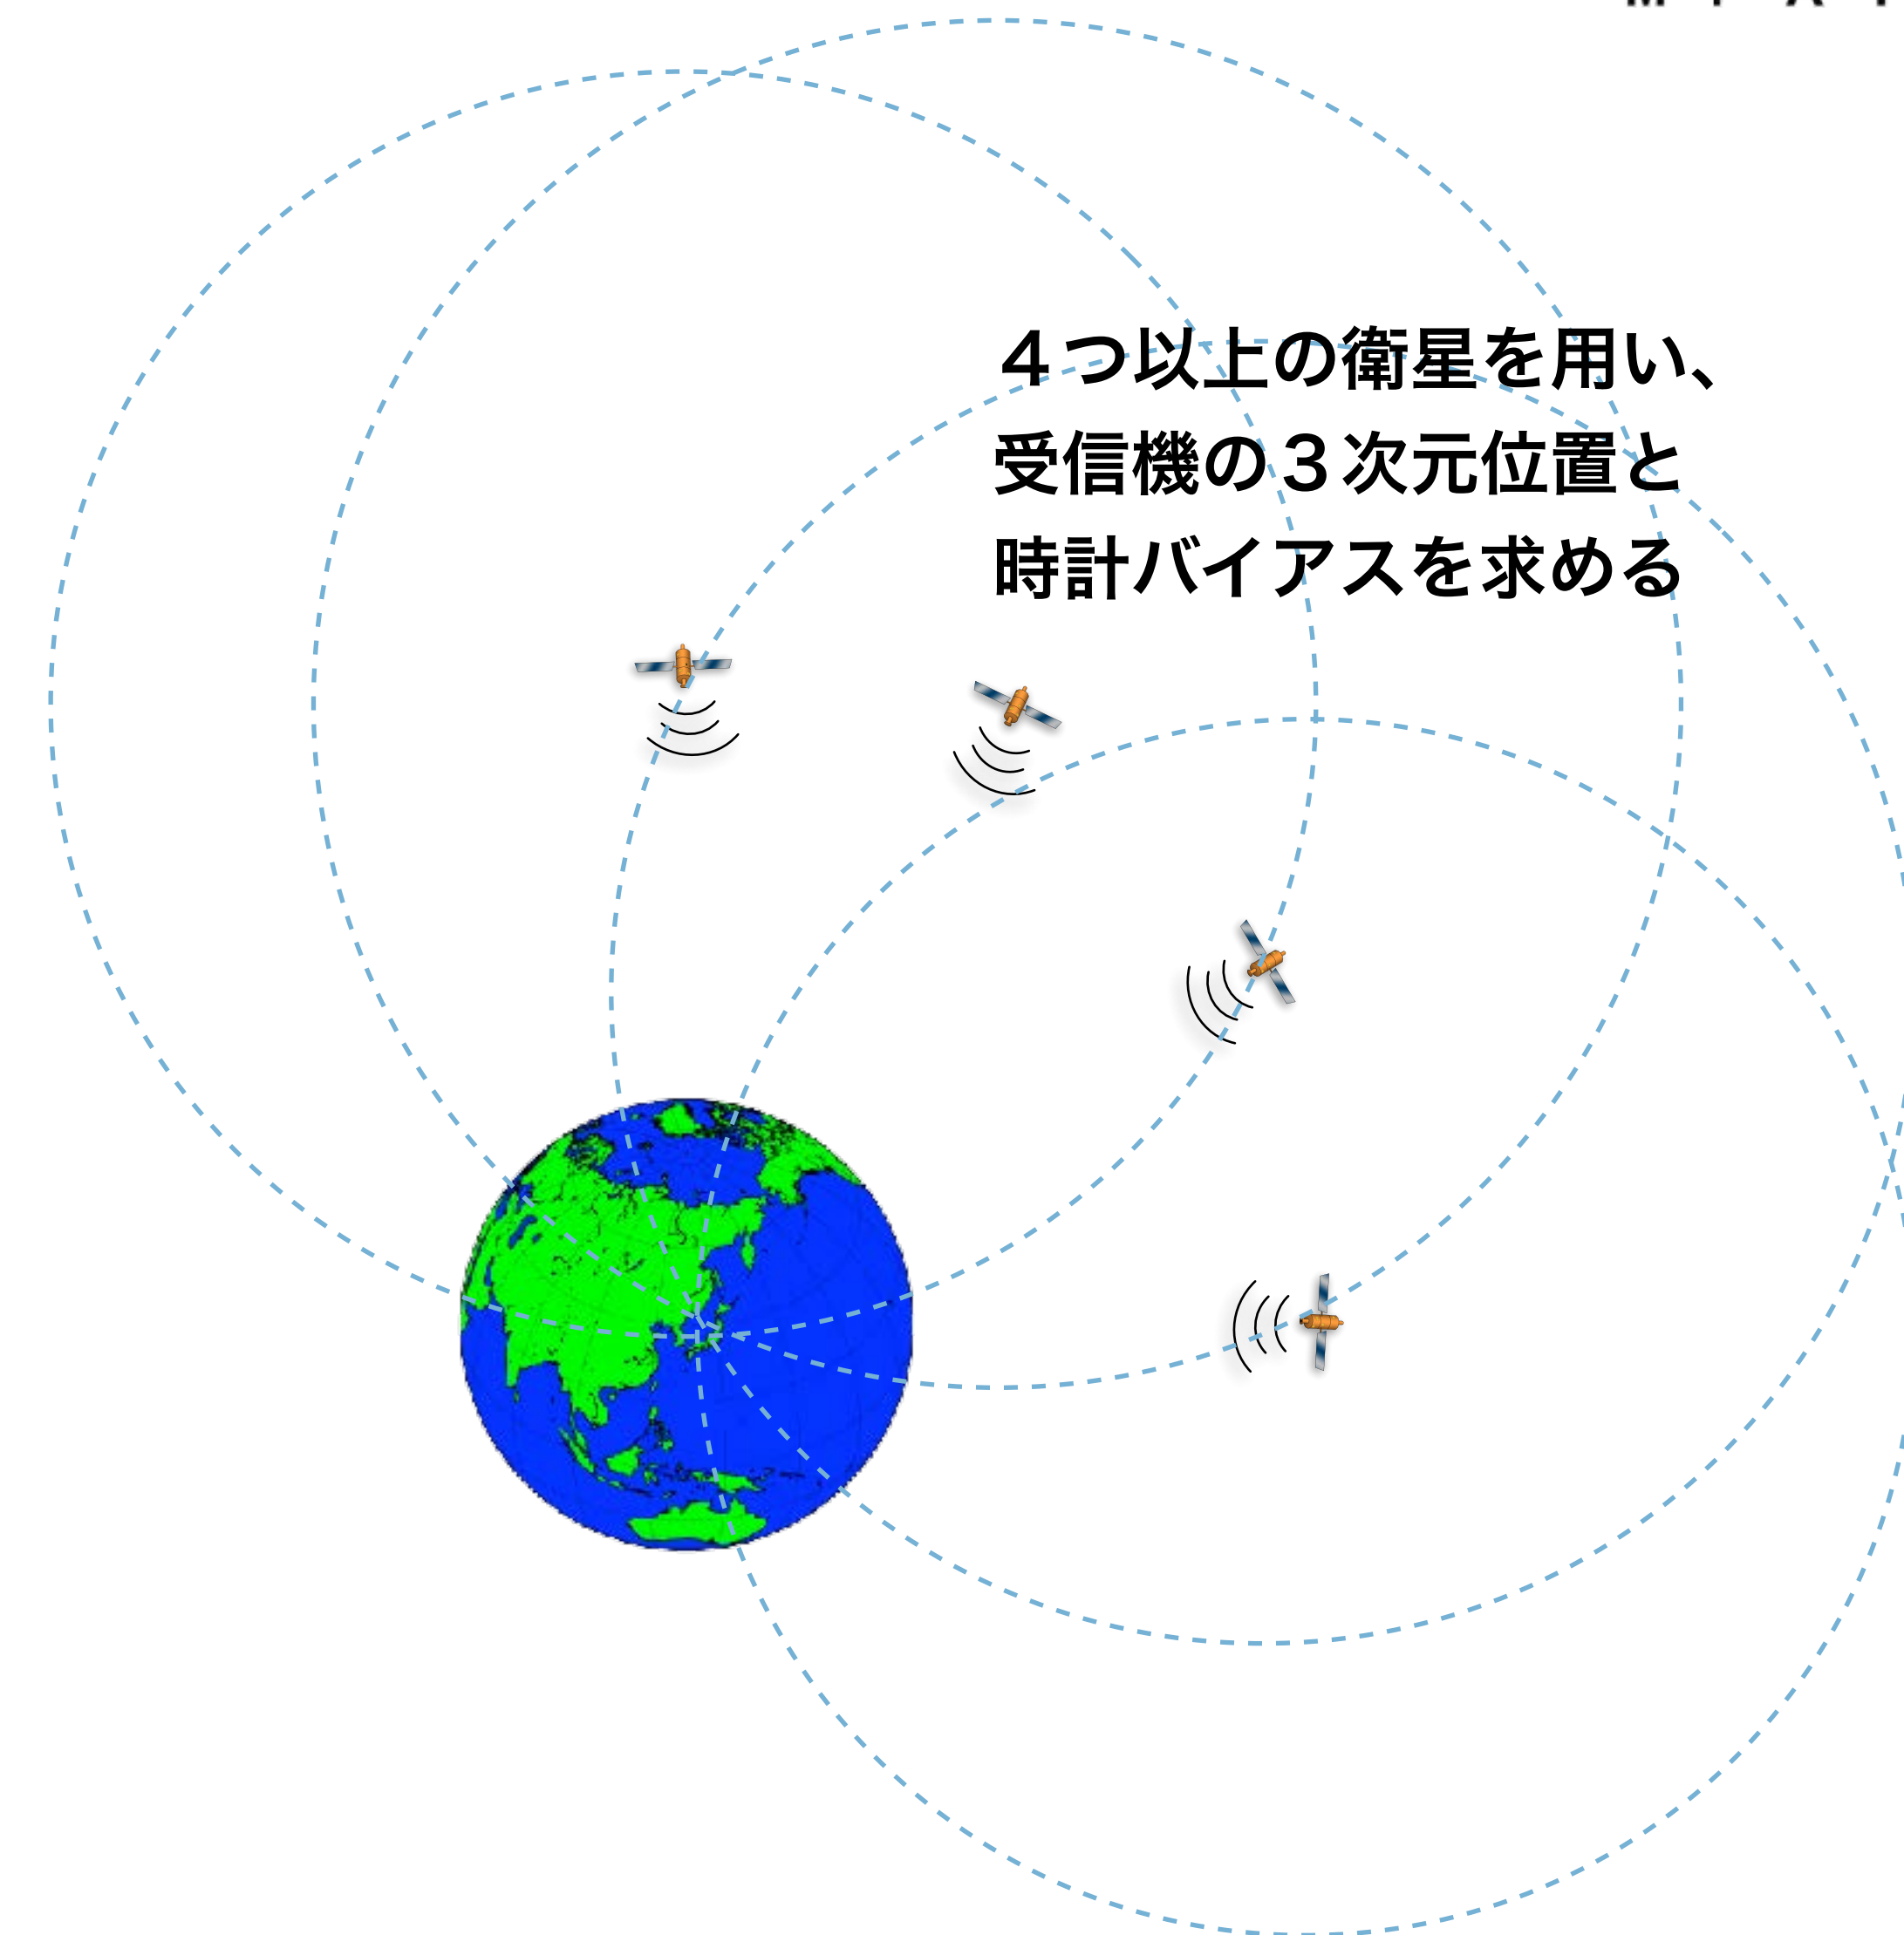 ４つ以上の衛星を用い、
受信機の３次元位置と
時計バイアスを求める